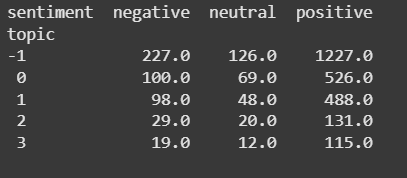 sentiment negative neutral positive
topic
-1 227.0 126.0 1227.0
0 100.0 69.0 526.0
1 98.0 48.0 488.0
2 29.0 20.0 131.0
3 19.0 12.0 115.0